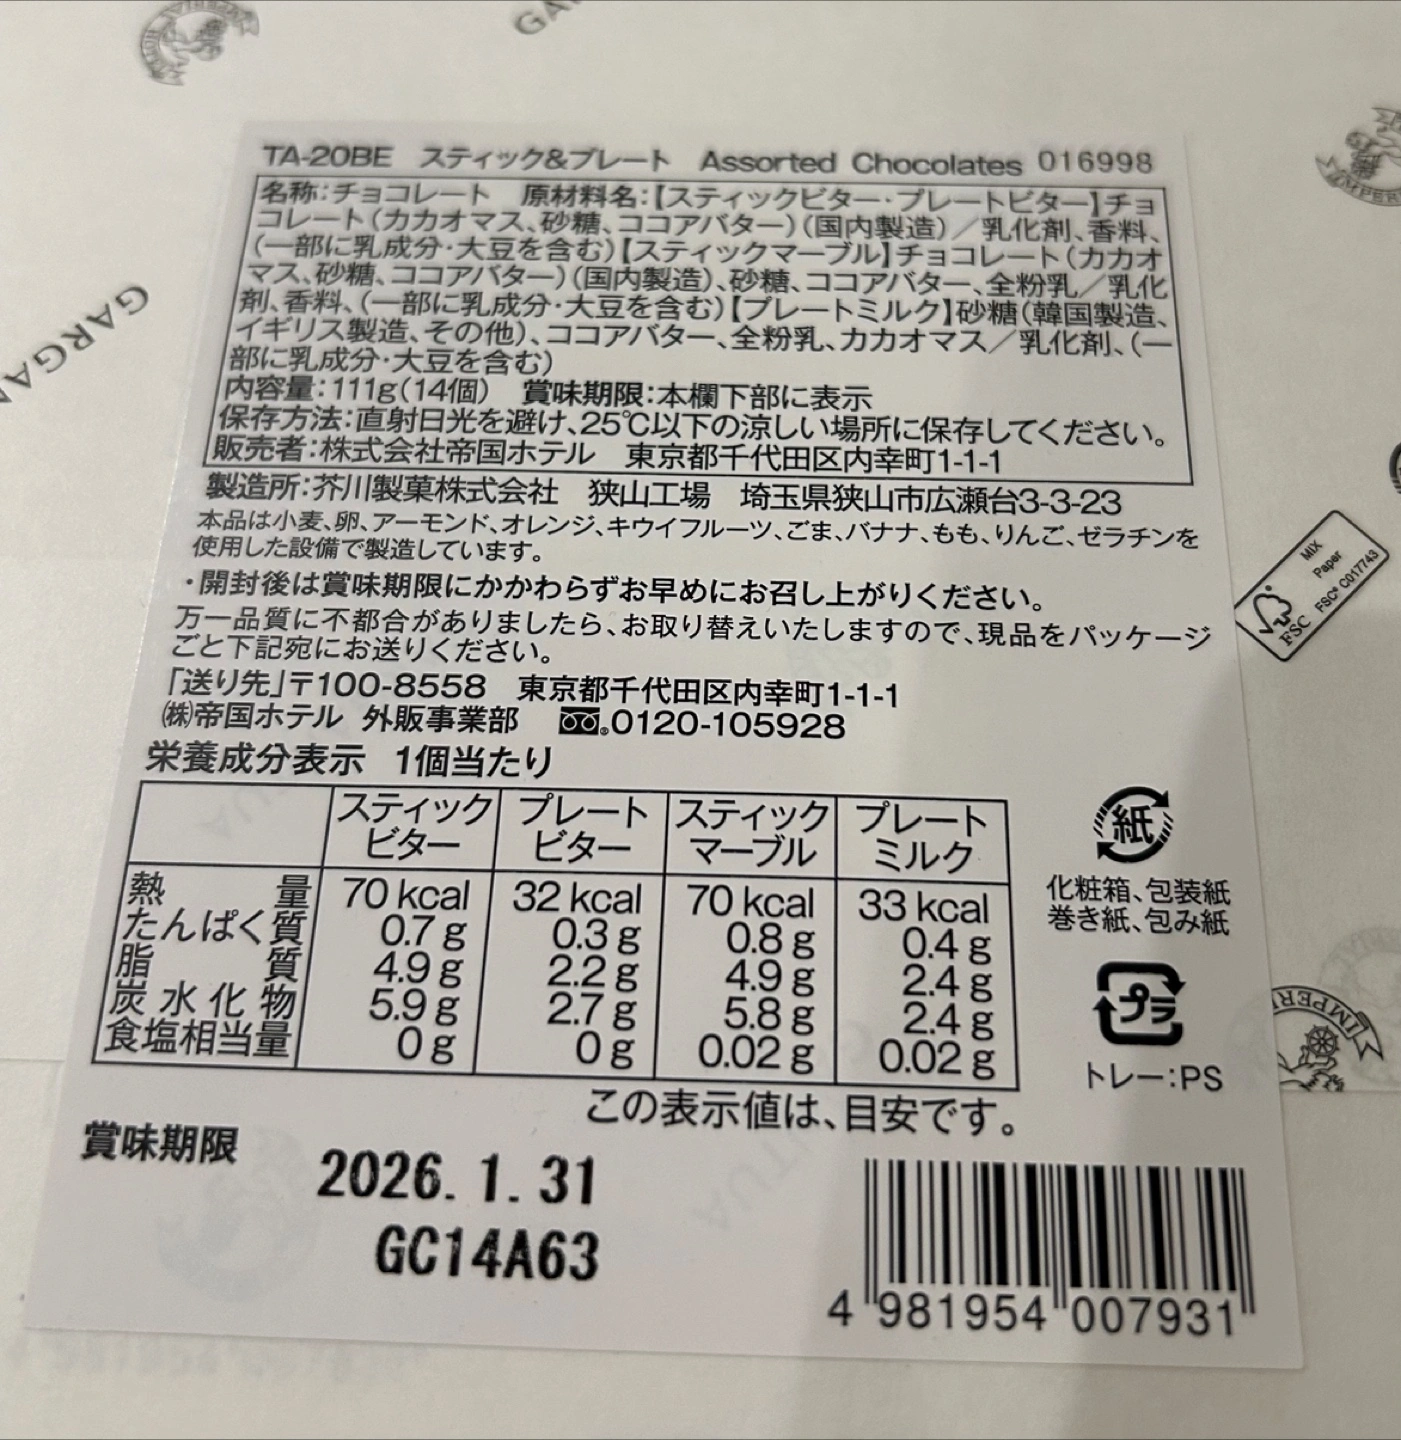 GA
GARGA
TA-20BE スティック&プレート Assorted Chocolates 016998
名称:チョコレート 原材料名:【スティックビター・プレートビター】チョ
コレート(カカオマス、砂糖、ココアバター)(国内製造)/乳化剤、香料、
(一部に乳成分・大豆を含む)【スティックマーブル】チョコレート(カカオ
マス、砂糖、ココアバター)(国内製造)、砂糖、ココアバター、全粉乳/乳化
剤、香料、(一部に乳成分・大豆を含む)【プレートミルク】砂糖(韓国製造、
イギリス製造、その他)、ココアバター、全粉乳、カカオマス/乳化剤、(一
部に乳成分・大豆を含む)
内容量:111g(14個) 賞味期限:本欄下部に表示
保存方法:直射日光を避け、25℃以下の涼しい場所に保存してください。
販売者:株式会社帝国ホテル 東京都千代田区内幸町1-1-1
製造所:芥川製菓株式会社 狭山工場 埼玉県狭山市広瀬台3-3-23
本品は小麦、卵、アーモンド、オレンジ、キウイフルーツ、ごま、バナナ、もも、りんご、ゼラチンを
使用した設備で製造しています。
・開封後は賞味期限にかかわらずお早めにお召し上がりください。
万一品質に不都合がありましたら、お取り替えいたしますので、現品をパッケージ
ごと下記宛にお送りください。
「送り先」〒100-8558 東京都千代田区内幸町1-1-1
㈱帝国ホテル 外販事業部 0120-105928
栄養成分表示 1個当たり
スティックビター プレートビター スティックマーブル プレートミルク
熱量 70 kcal 32 kcal 70 kcal 33 kcal
たんぱく質 0.7 g 0.3 g 0.8 g 0.4 g
脂質 4.9 g 2.2 g 4.9 g 2.4 g
炭水化物 5.9 g 2.7 g 5.8 g 2.4 g
食塩相当量 0 g 0 g 0.02 g 0.02 g
この表示値は、目安です。
紙
化粧箱、包装紙
巻き紙、包み紙
プラ
トレー:PS
賞味期限 2026. 1. 31
GC14A63
4 981954 007931
MIX
Paper
FSC® C017743
FSC
IMPER
IMPER